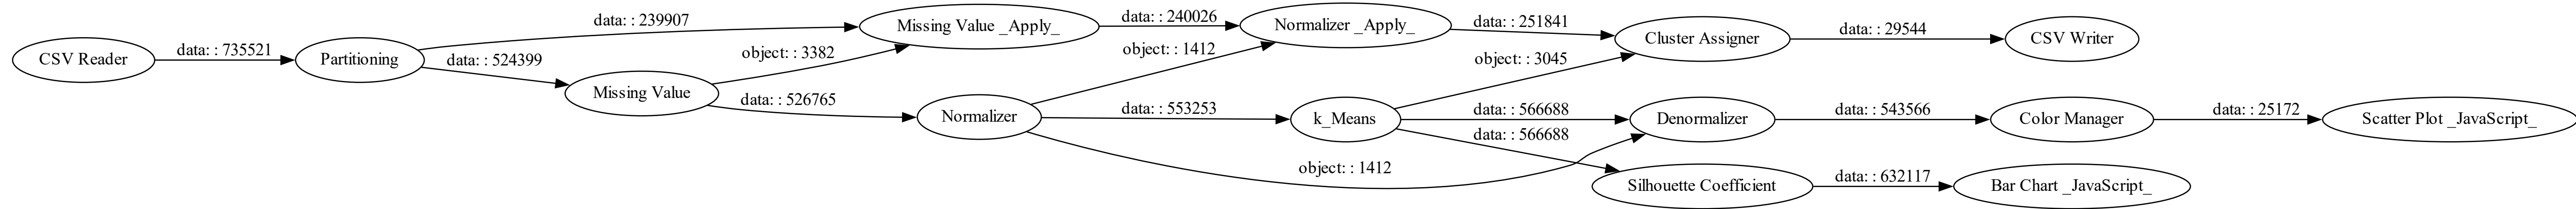 CSV Reader
data: : 735521
Partitioning
data: : 239907
data: : 524399
Missing Value
object: : 3382
data: : 526765
Missing Value _Apply_
data: : 240026
Normalizer
object: : 1412
data: : 553253
object: : 1412
Normalizer _Apply_
data: : 251841
k_Means
object: : 3045
data: : 566688
data: : 566688
Cluster Assigner
data: : 29544
CSV Writer
Denormalizer
data: : 543566
Color Manager
data: : 25172
Scatter Plot _JavaScript_
Silhouette Coefficient
data: : 632117
Bar Chart _JavaScript_